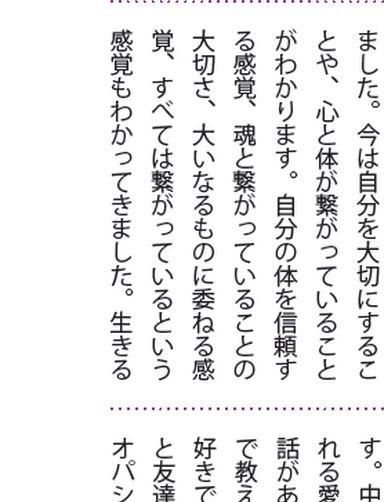 ました。今は自分を大切にするこ
とや、心と体が繋がっていること
がわかります。自分の体を信頼す
る感覚、魂と繋がっていることの
大切さ、大いなるものに委ねる感
覚、すべては繋がっているという
感覚もわかってきました。生きる
す。中
れる愛
話があ
で教え
好きで
と友達
オパシ